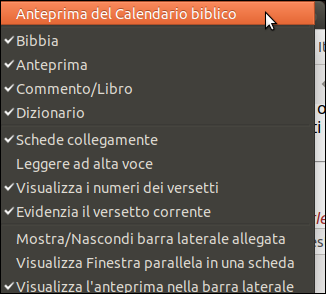 Anteprima del Calendario biblico
Bibbia
Anteprima
Commento/Libro
Dizionario
Schede collegamente
Leggere ad alta voce
Visualizza i numeri dei versetti
Evidenzia il versetto corrente
Mostra/Nascondi barra laterale allegata
Visualizza Finestra parallela in una scheda
Visualizza l'anteprima nella barra laterale